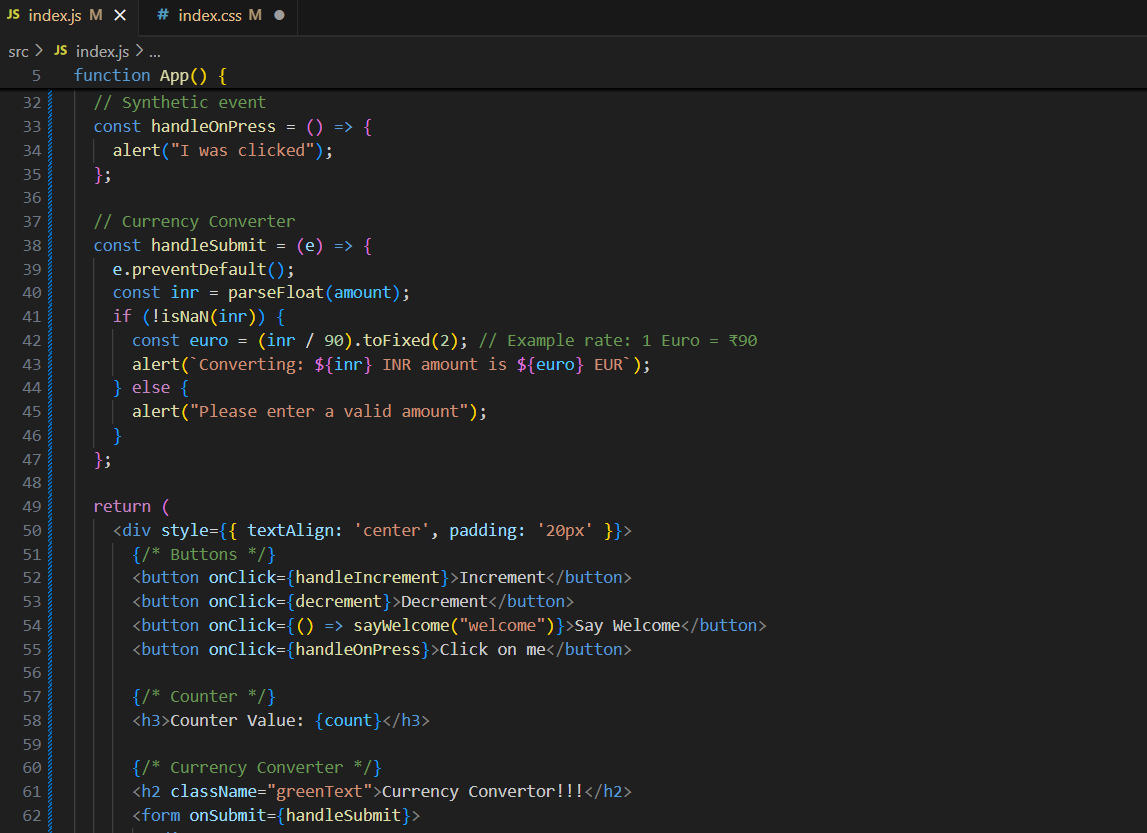 JS index.js M × # index.css M ●
src > JS index.js > ...
5 function App() {
32 // Synthetic event
33 const handleOnPress = () => {
34 alert("I was clicked");
35 };
36
37 // Currency Converter
38 const handleSubmit = (e) => {
39 e.preventDefault();
40 const inr = parseFloat(amount);
41 if (!isNaN(inr)) {
42 const euro = (inr / 90).toFixed(2); // Example rate: 1 Euro = ₹90
43 alert(`Converting: ${inr} INR amount is ${euro} EUR`);
44 } else {
45 alert("Please enter a valid amount");
46 }
47 };
48
49 return (
50 <div style={{ textAlign: 'center', padding: '20px' }}>
51 {/* Buttons */}
52 <button onClick={handleIncrement}>Increment</button>
53 <button onClick={decrement}>Decrement</button>
54 <button onClick={() => sayWelcome("welcome")}>Say Welcome</button>
55 <button onClick={handleOnPress}>Click on me</button>
56
57 {/* Counter */}
58 <h3>Counter Value: {count}</h3>
59
60 {/* Currency Converter */}
61 <h2 className="greenText">Currency Convertor!!!</h2>
62 <form onSubmit={handleSubmit}>